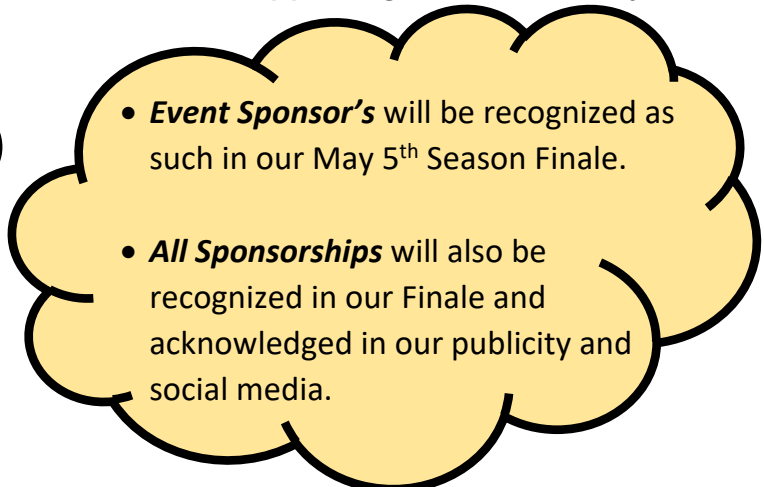 • Event Sponsor’s will be recognized as
such in our May 5th Season Finale.
• All Sponsorships will also be
recognized in our Finale and
acknowledged in our publicity and
social media.